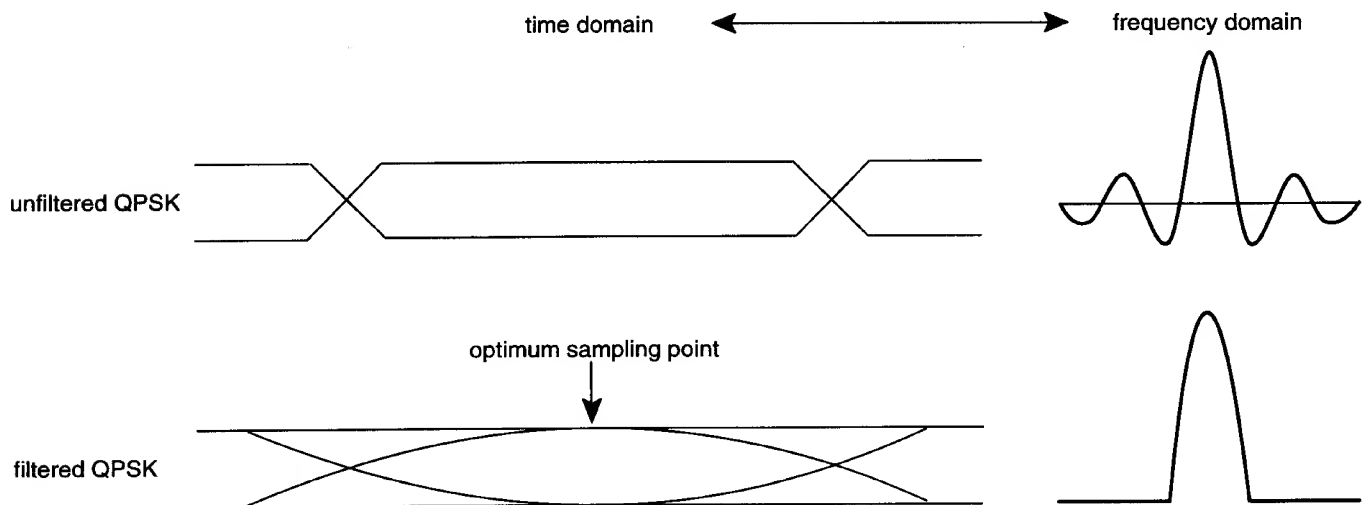 time domain
frequency domain
unfiltered QPSK
optimum sampling point
filtered QPSK